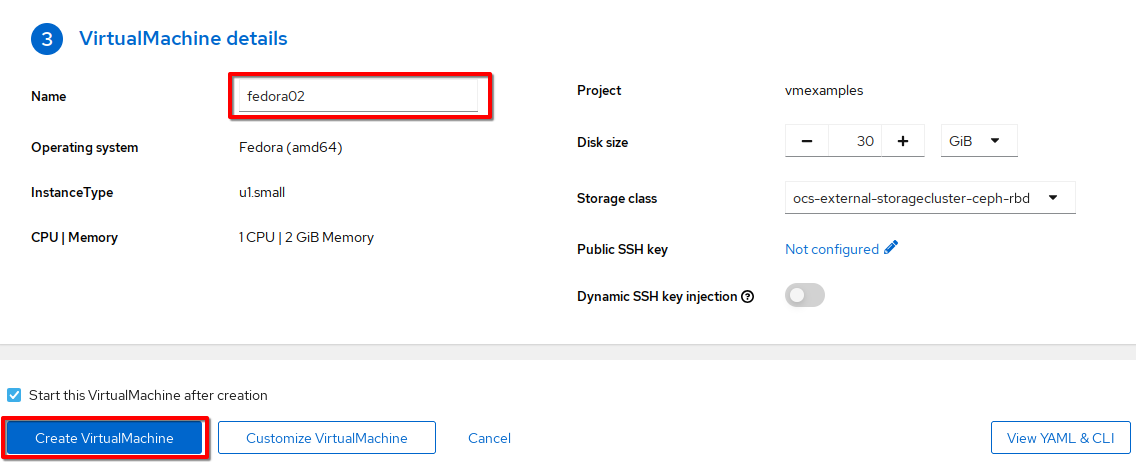 3 VirtualMachine details
Name fedora02
Operating system Fedora (amd64)
InstanceType u1.small
CPU | Memory 1 CPU | 2 GiB Memory
Project vmexamples
Disk size − 30 + GiB
Storage class ocs-external-storagecluster-ceph-rbd
Public SSH key Not configured
Dynamic SSH key injection ?
Start this VirtualMachine after creation
Create VirtualMachine Customize VirtualMachine Cancel View YAML & CLI